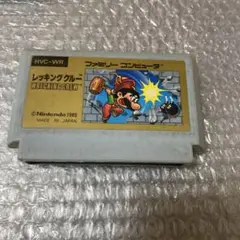 HVC-WR
ファミリー コンピュータ
レッキングクルー
WRECKING CREW
©Nintendo 1985
MADE IN JAPAN